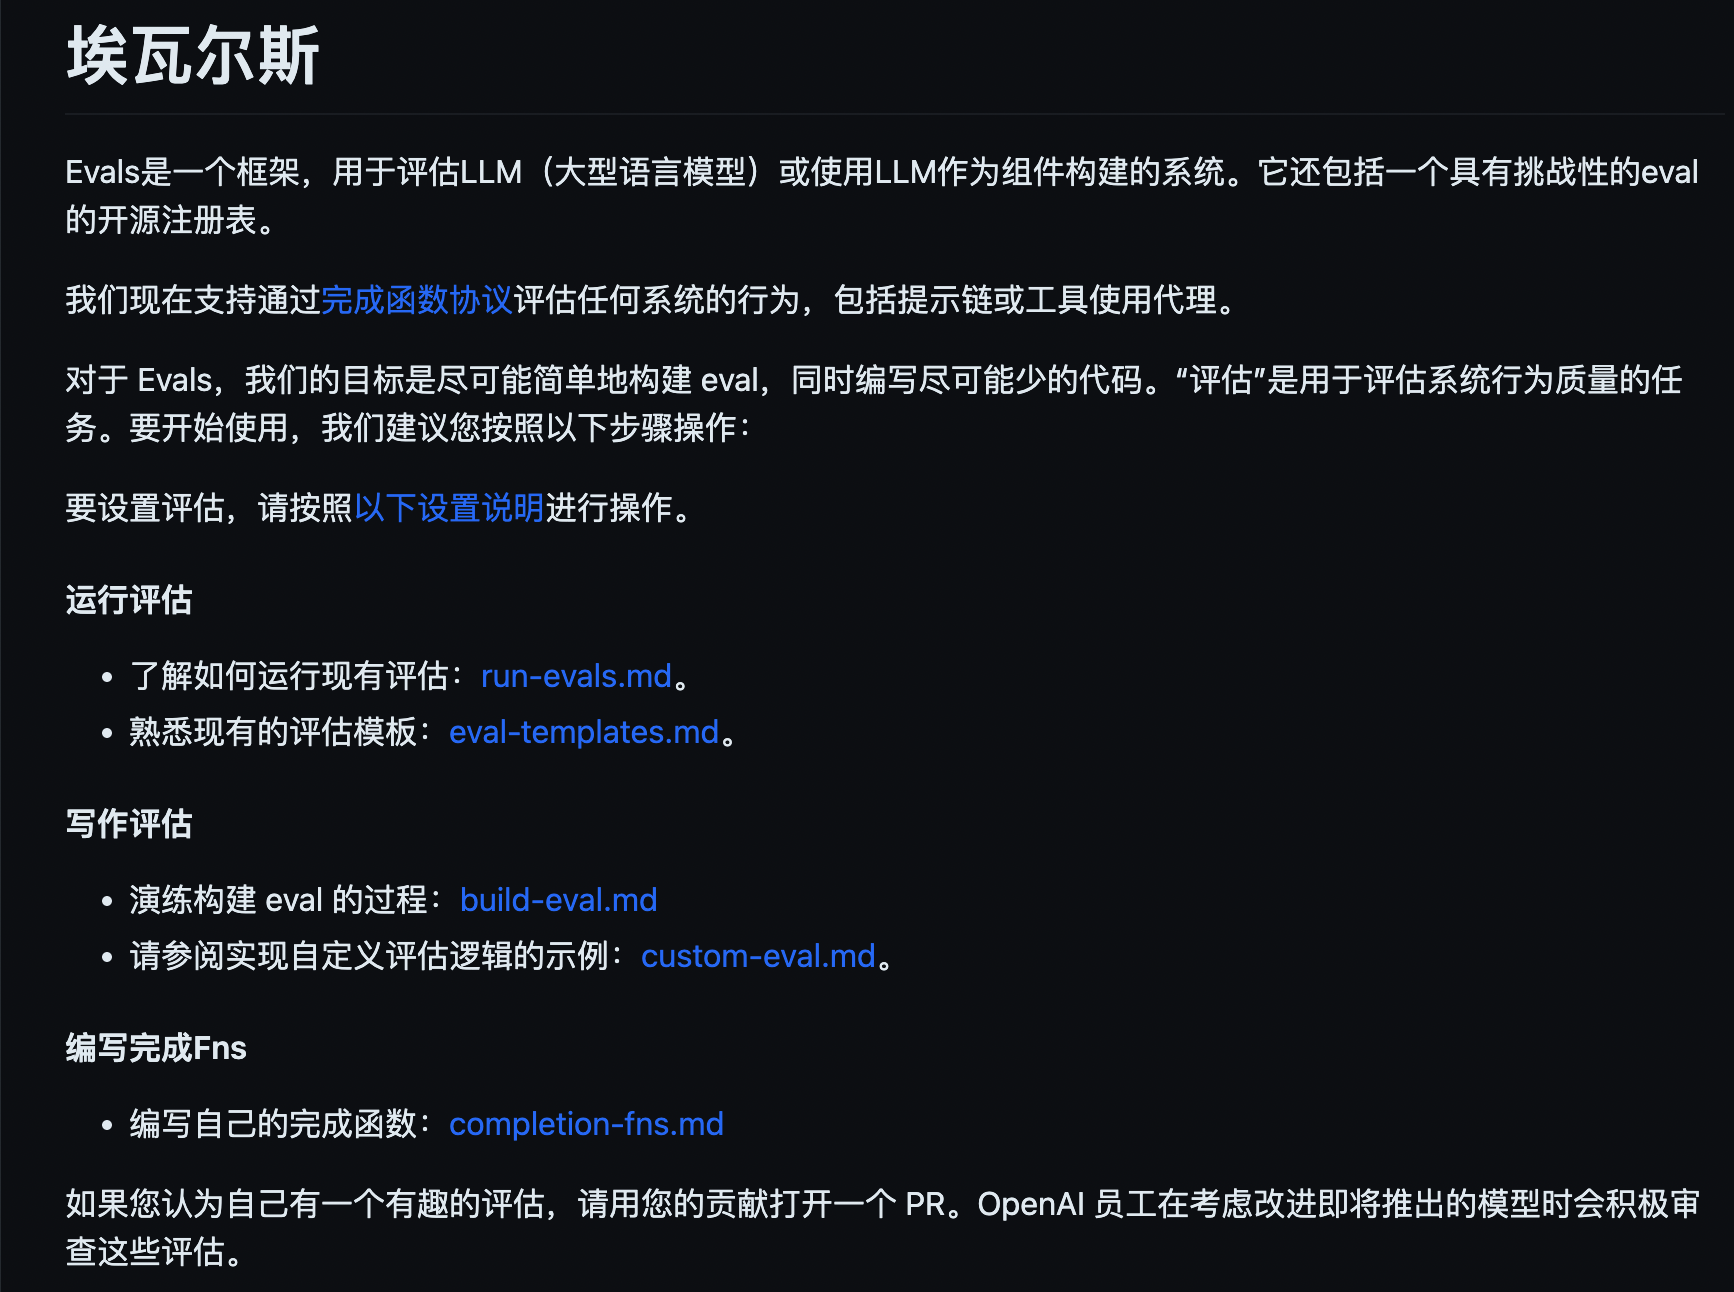 埃瓦尔斯
Evals是一个框架，用于评估LLM（大型语言模型）或使用LLM作为组件构建的系统。它还包括一个具有挑战性的eval
的开源注册表。
我们现在支持通过完成函数协议评估任何系统的行为，包括提示链或工具使用代理。
对于 Evals，我们的目标是尽可能简单地构建 eval，同时编写尽可能少的代码。“评估”是用于评估系统行为质量的任
务。要开始使用，我们建议您按照以下步骤操作：
要设置评估，请按照以下设置说明进行操作。
运行评估
• 了解如何运行现有评估：run-evals.md。
• 熟悉现有的评估模板：eval-templates.md。
写作评估
• 演练构建 eval 的过程：build-eval.md
• 请参阅实现自定义评估逻辑的示例：custom-eval.md。
编写完成Fns
• 编写自己的完成函数：completion-fns.md
如果您认为自己有一个有趣的评估，请用您的贡献打开一个 PR。OpenAI 员工在考虑改进即将推出的模型时会积极审
查这些评估。